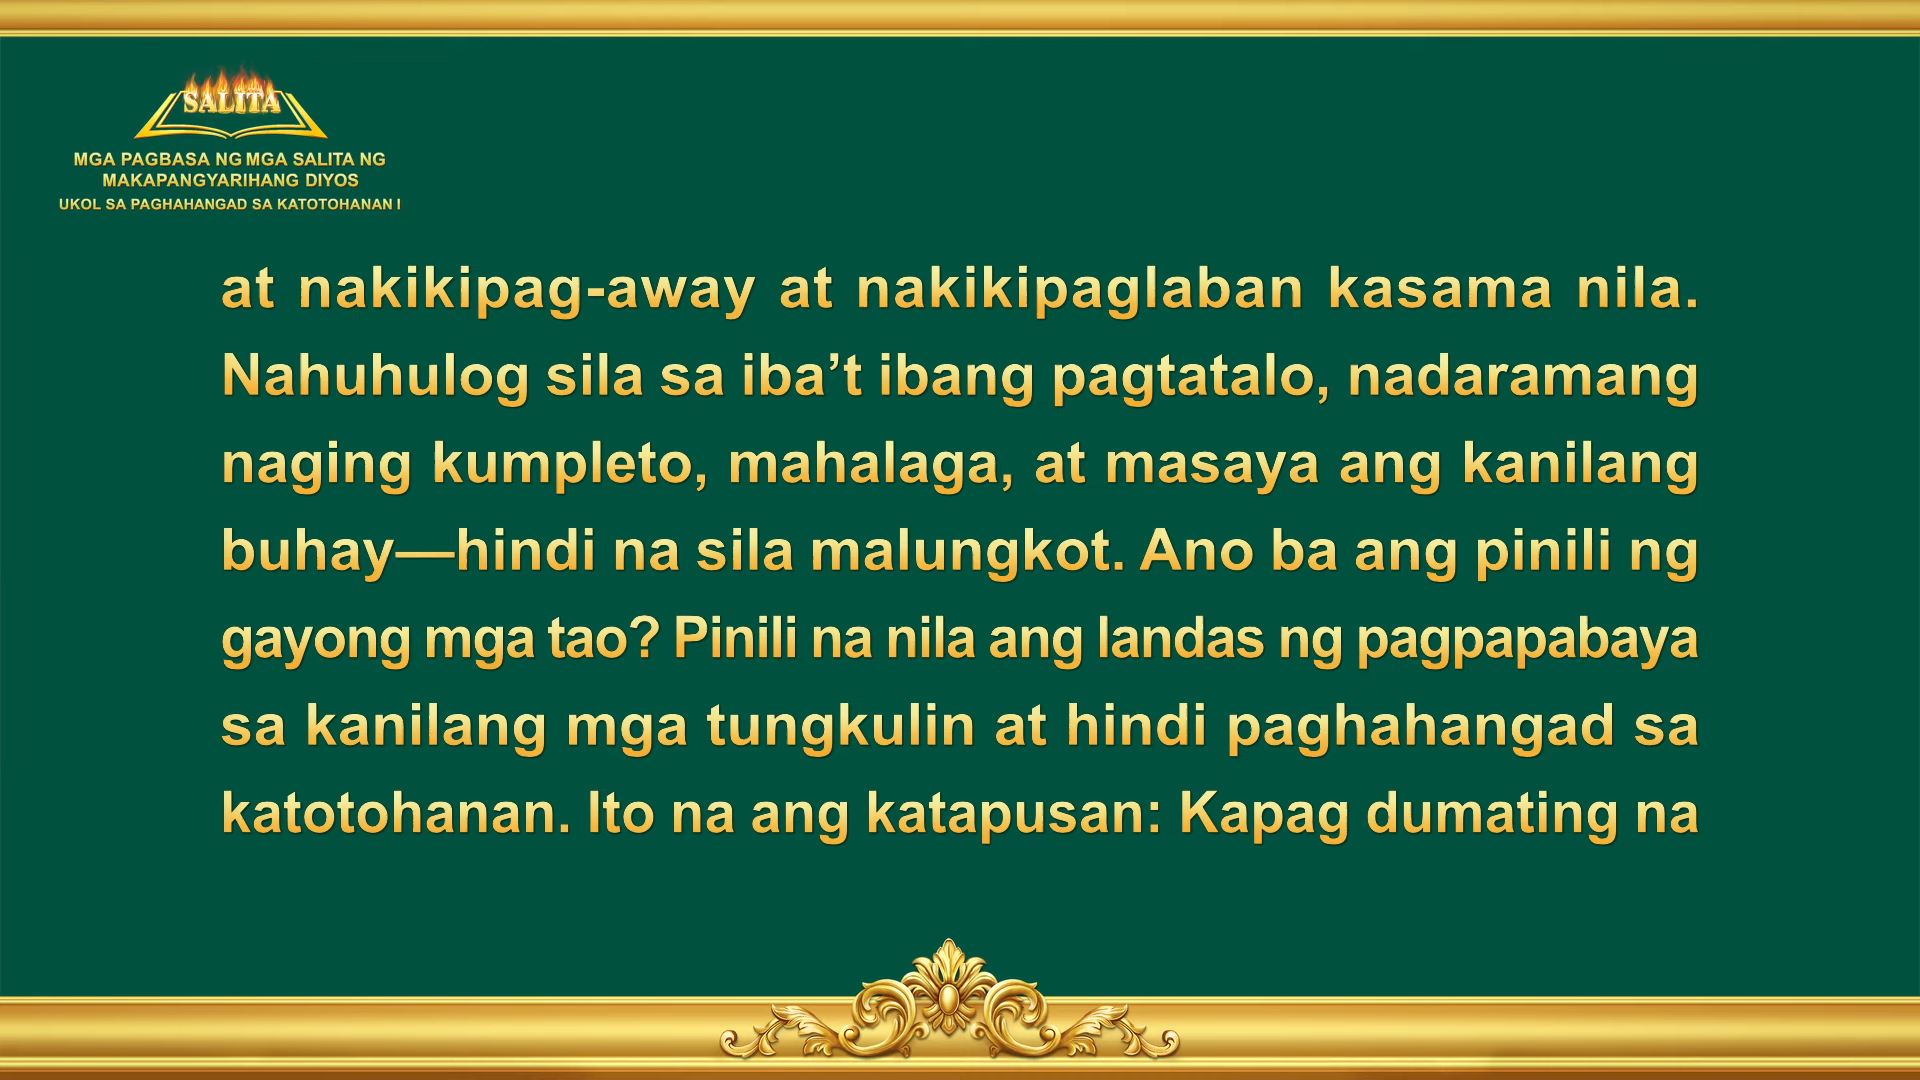 SALITA
MGA PAGBASA NG MGA SALITA NG
MAKAPANGYARIHANG DIYOS
UKOL SA PAGHAHANGAD SA KATOTOHANAN I
at nakikipag-away at nakikipaglaban kasama nila.
Nahuhulog sila sa iba’t ibang pagtatalo, nadaramang
naging kumpleto, mahalaga, at masaya ang kanilang
buhay—hindi na sila malungkot. Ano ba ang pinili ng
gayong mga tao? Pinili na nila ang landas ng pagpapabaya
sa kanilang mga tungkulin at hindi paghahangad sa
katotohanan. Ito na ang katapusan: Kapag dumating na